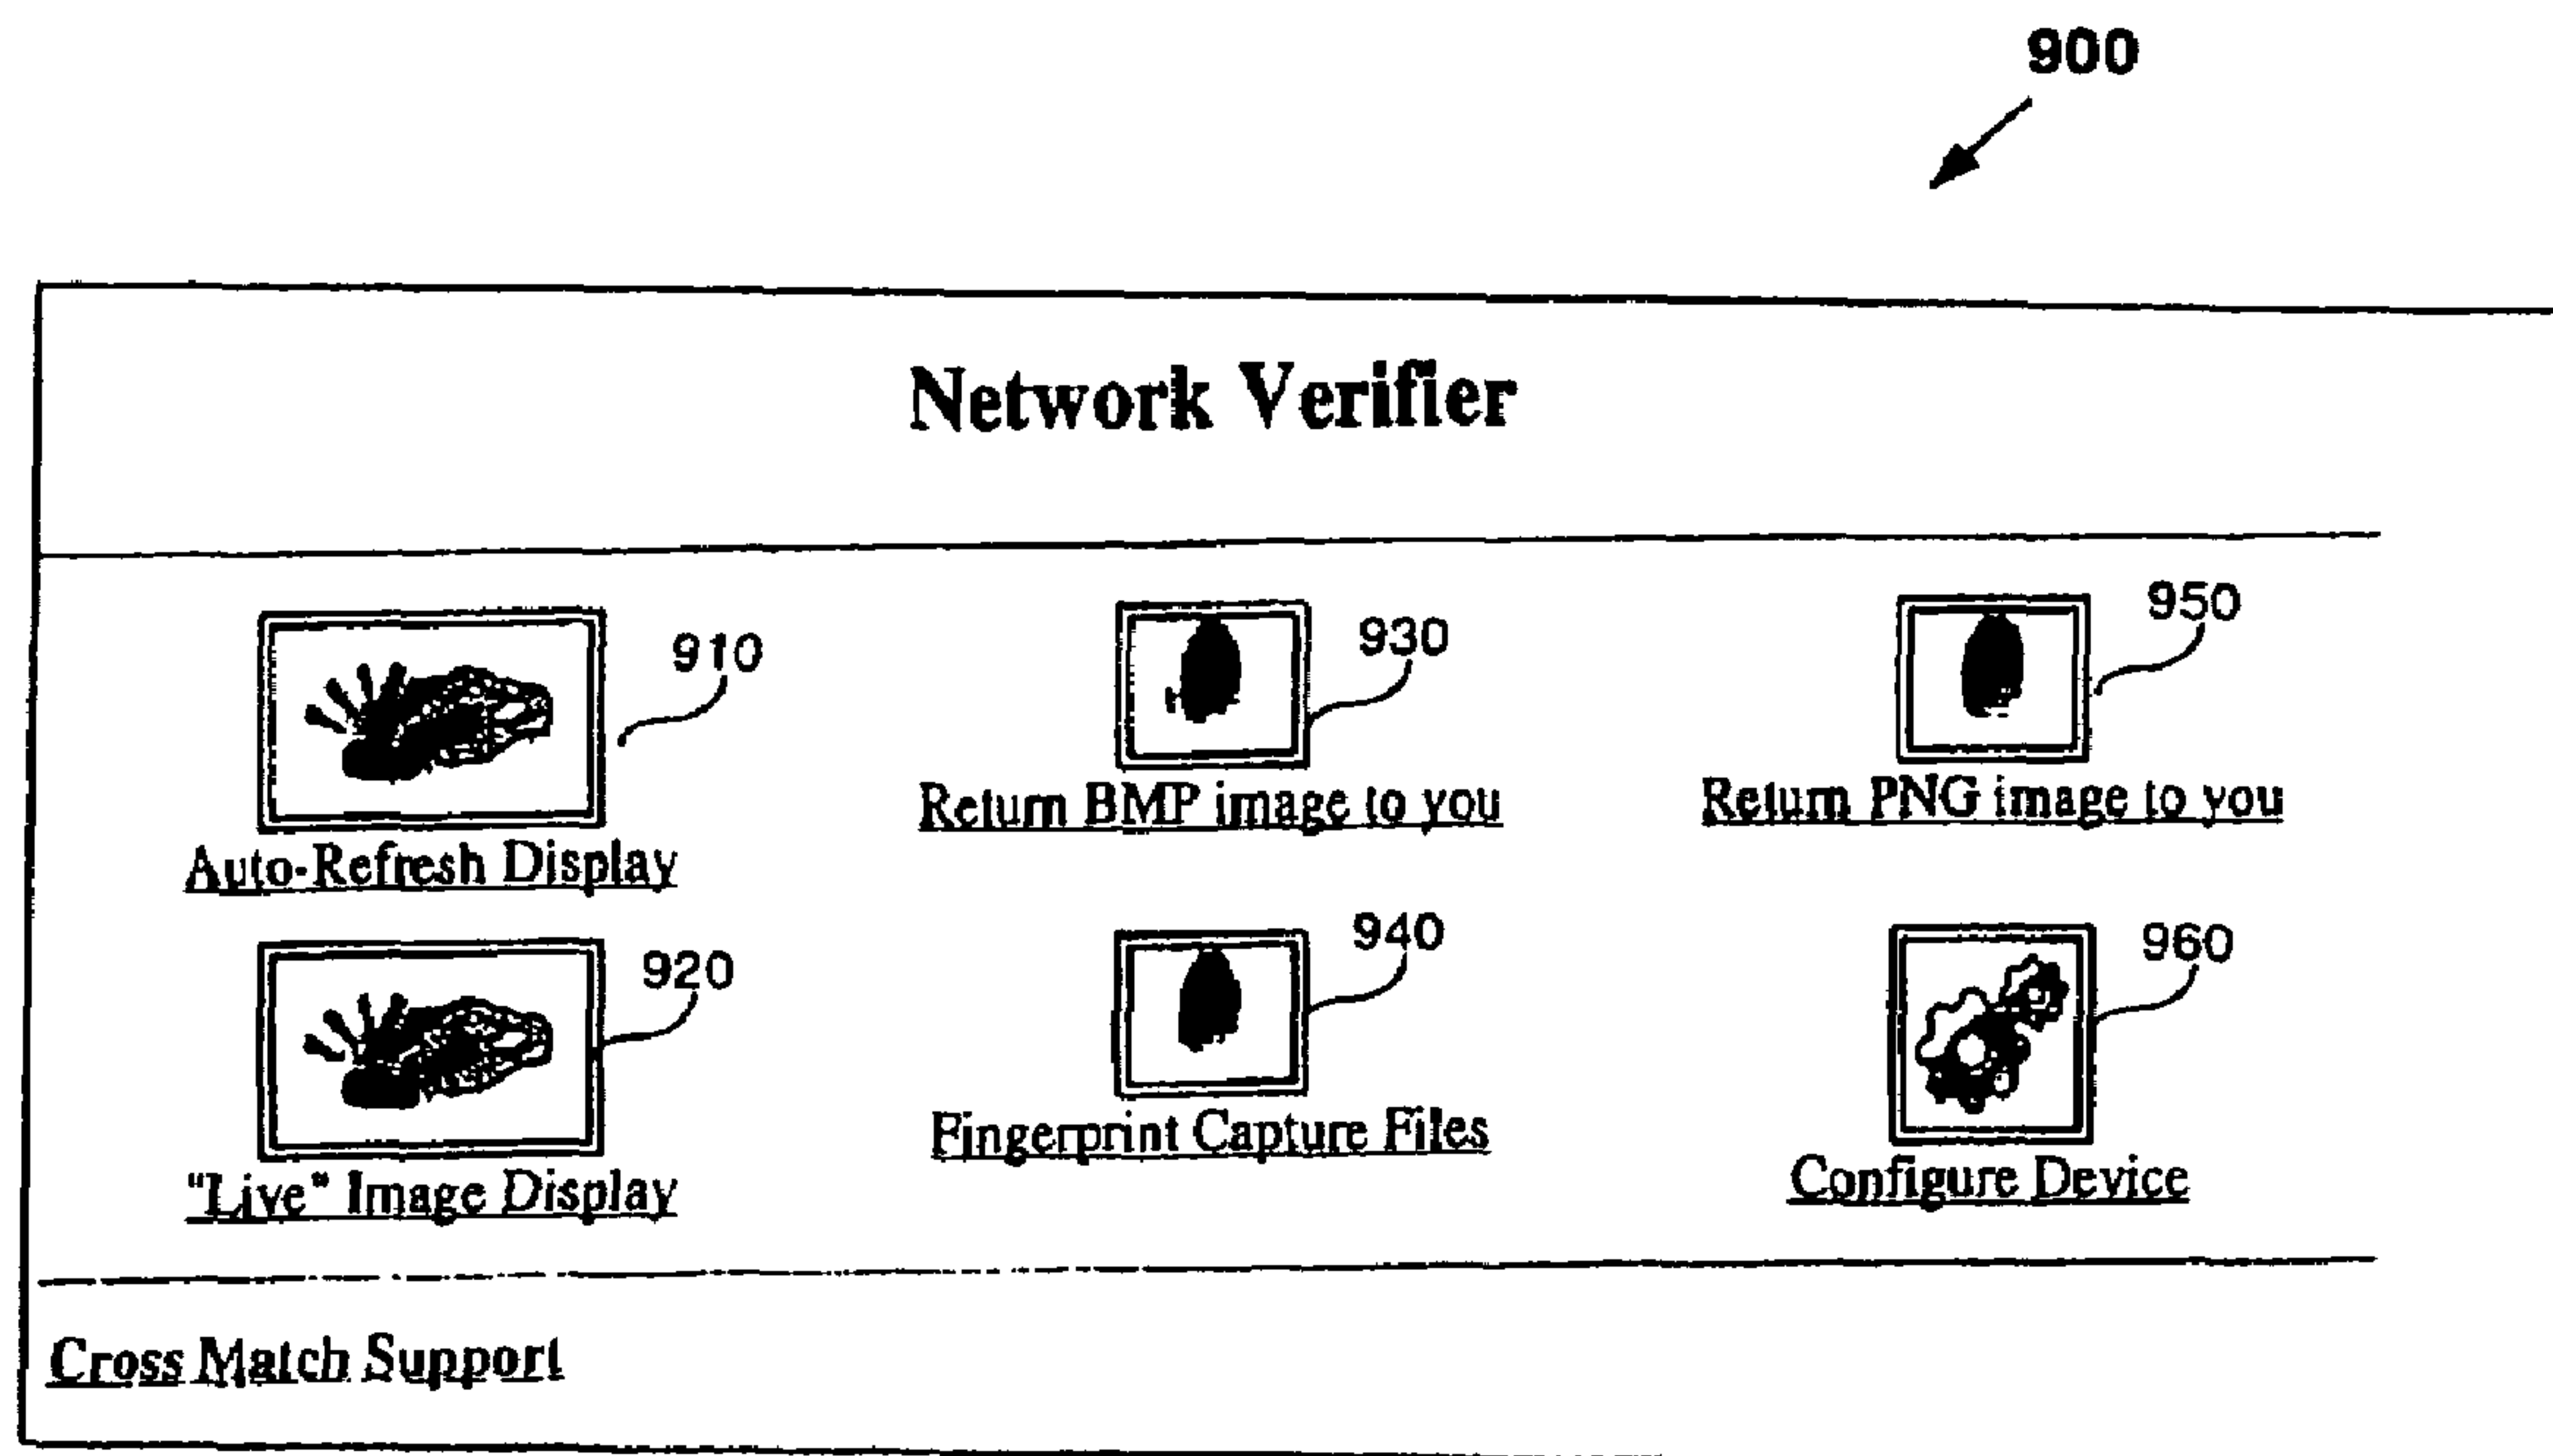 900
Network Verifier
910
930
950
Auto-Refresh Display
Return BMP image to you
Return PNG image to you
920
940
960
"Live" Image Display
Fingerprint Capture Files
Configure Device
Cross Match Support